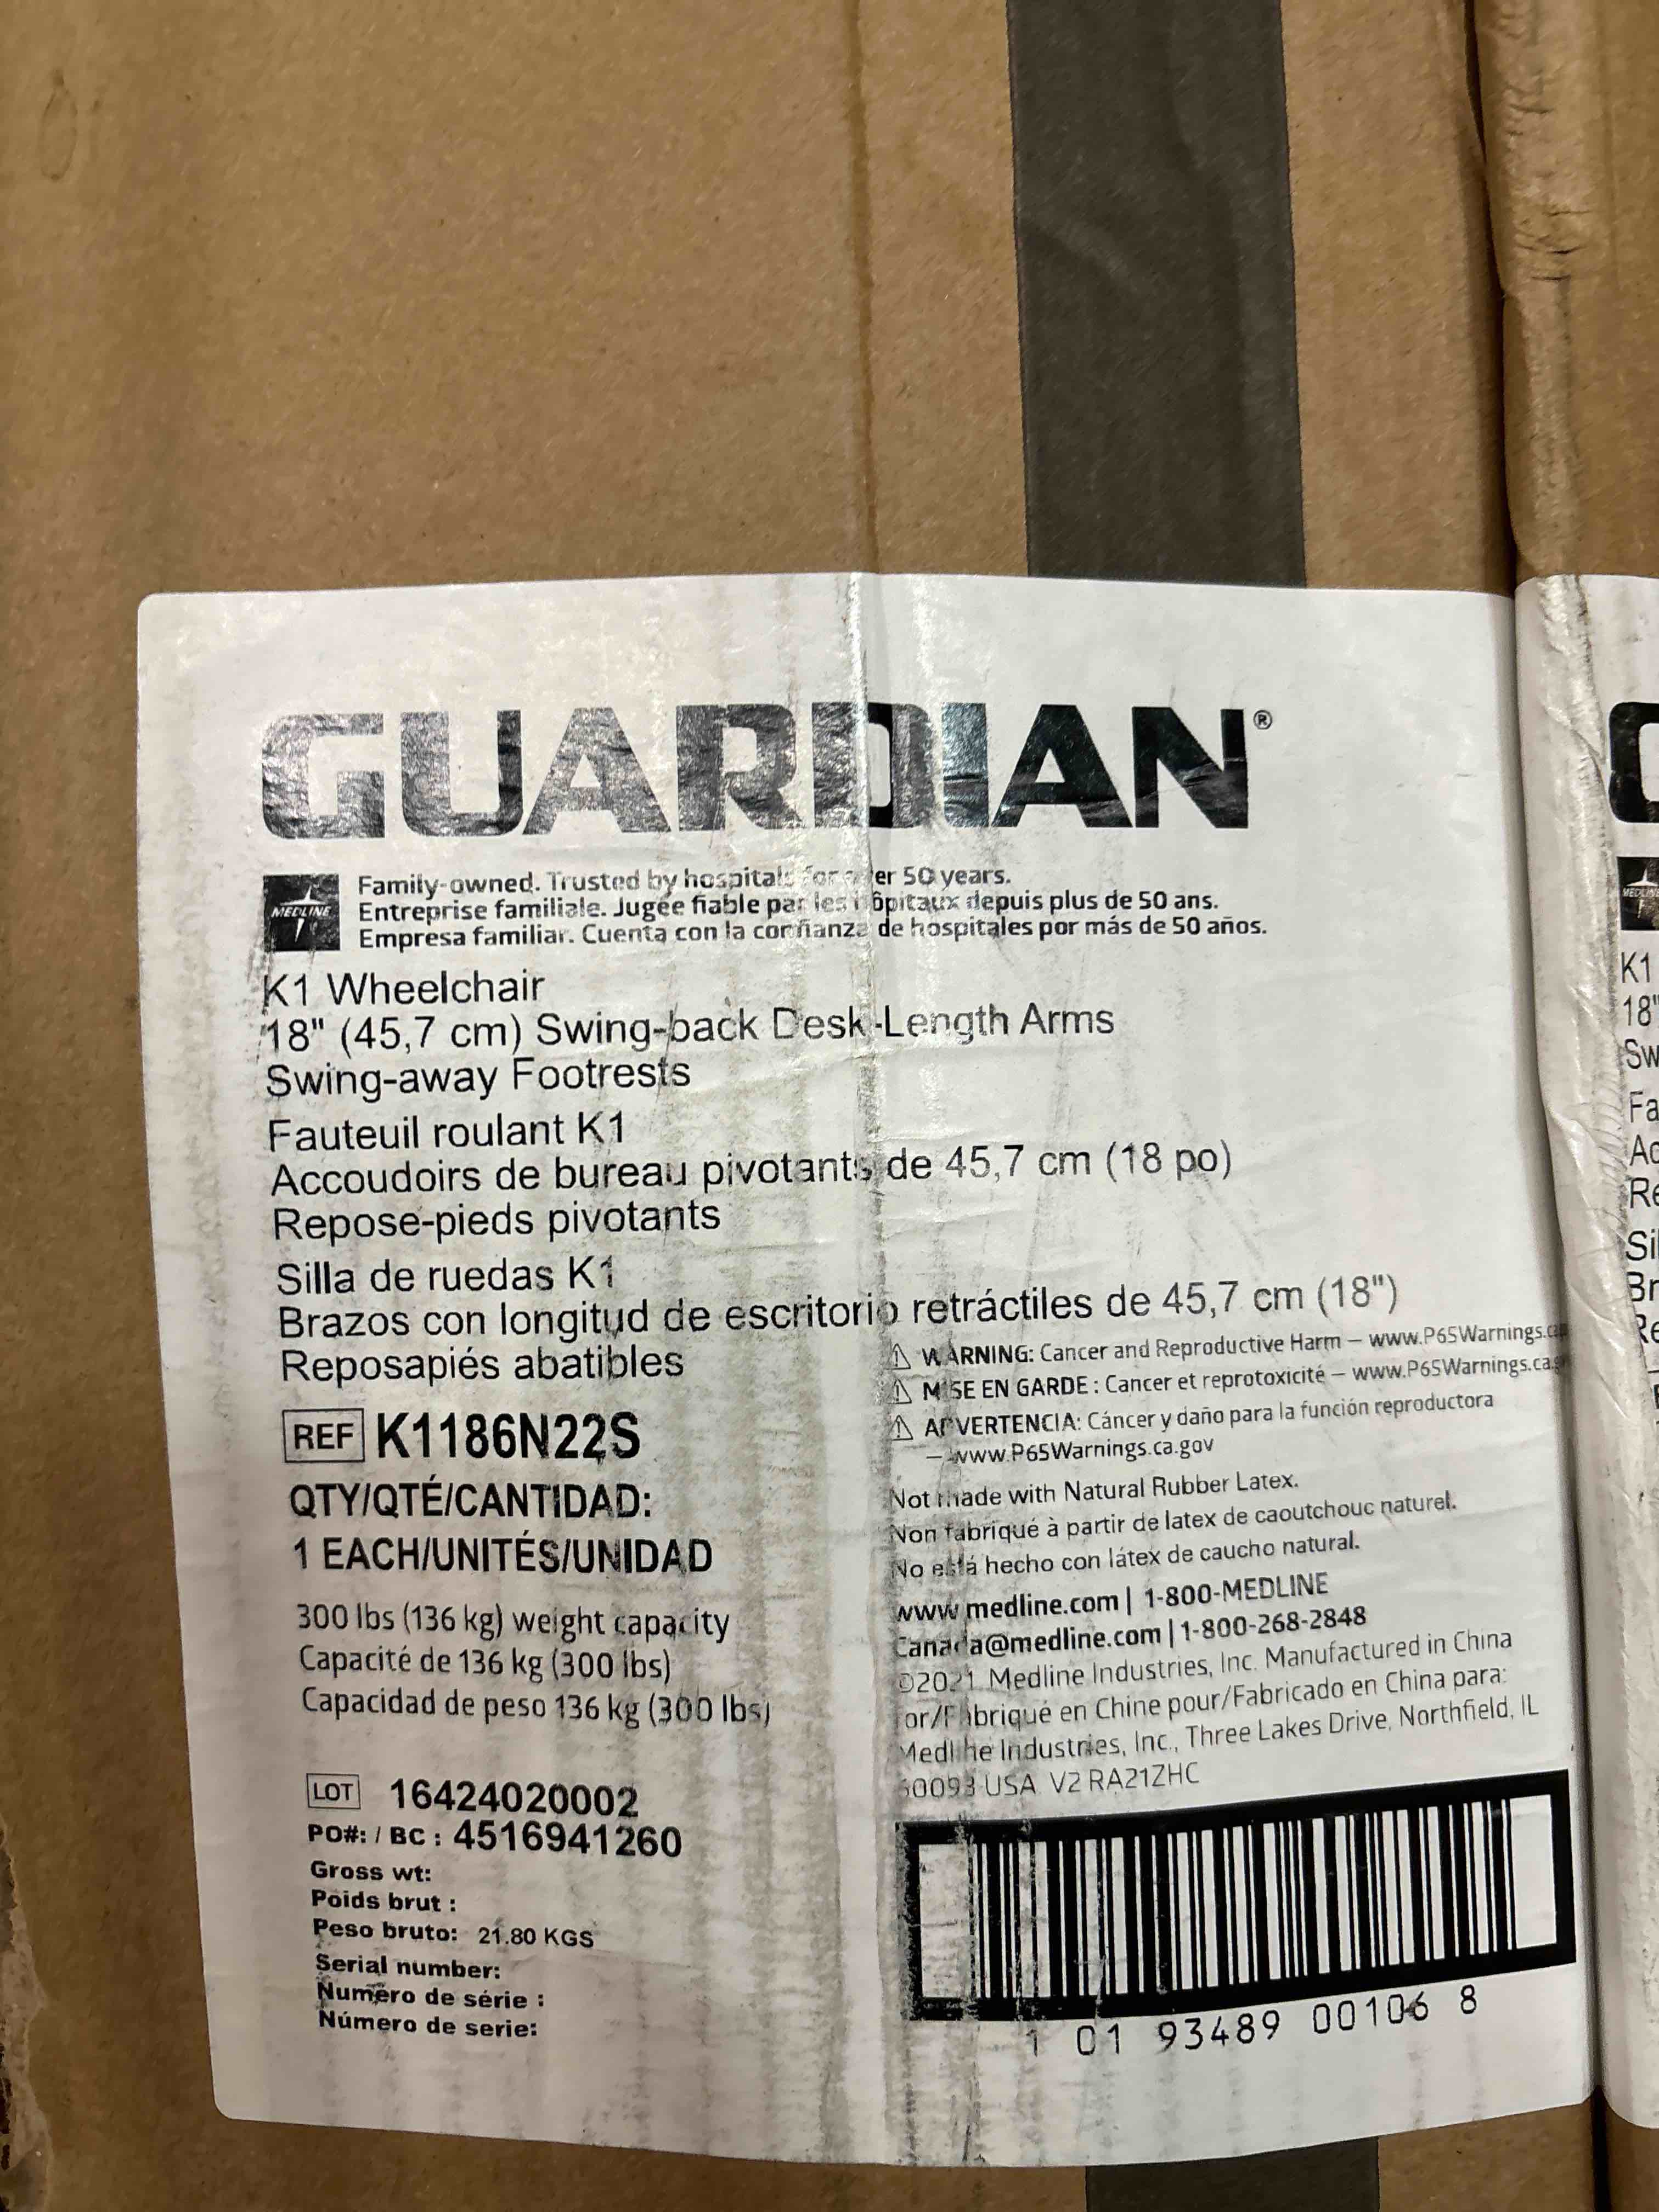 GUARDIAN®
MEDLINE
Family-owned. Trusted by hospitals for over 50 years.
Entreprise familiale. Jugée fiable par les hôpitaux depuis plus de 50 ans.
Empresa familiar. Cuenta con la confianza de hospitales por más de 50 años.
K1 Wheelchair
18" (45,7 cm) Swing-back Desk-Length Arms
Swing-away Footrests
Fauteuil roulant K1
Accoudoirs de bureau pivotants de 45,7 cm (18 po)
Repose-pieds pivotants
Silla de ruedas K1
Brazos con longitud de escritorio retráctiles de 45,7 cm (18")
Reposapiés abatibles
REF K1186N22S
QTY/QTÉ/CANTIDAD:
1 EACH/UNITÉS/UNIDAD
300 lbs (136 kg) weight capacity
Capacité de 136 kg (300 lbs)
Capacidad de peso 136 kg (300 lbs)
LOT 16424020002
PO#: / BC : 4516941260
Gross wt:
Poids brut :
Peso bruto: 21.80 KGS
Serial number:
Numéro de série :
Número de serie:
⚠ WARNING: Cancer and Reproductive Harm – www.P65Warnings.ca
⚠ MISE EN GARDE : Cancer et reprotoxicité – www.P65Warnings.ca.g
⚠ ADVERTENCIA: Cáncer y daño para la función reproductora
– www.P65Warnings.ca.gov
Not made with Natural Rubber Latex.
Non fabriqué à partir de latex de caoutchouc naturel.
No está hecho con látex de caucho natural.
www.medline.com | 1-800-MEDLINE
Canada@medline.com | 1-800-268-2848
©2021 Medline Industries, Inc. Manufactured in China
for/Fabriqué en Chine pour/Fabricado en China para:
Medline Industries, Inc., Three Lakes Drive, Northfield, IL
60093 USA V2 RA21ZHC
1 01 93489 00106 8
MEDLINE
K1
18"
Sw
Fa
Ac
Re
Sil
Br
Re